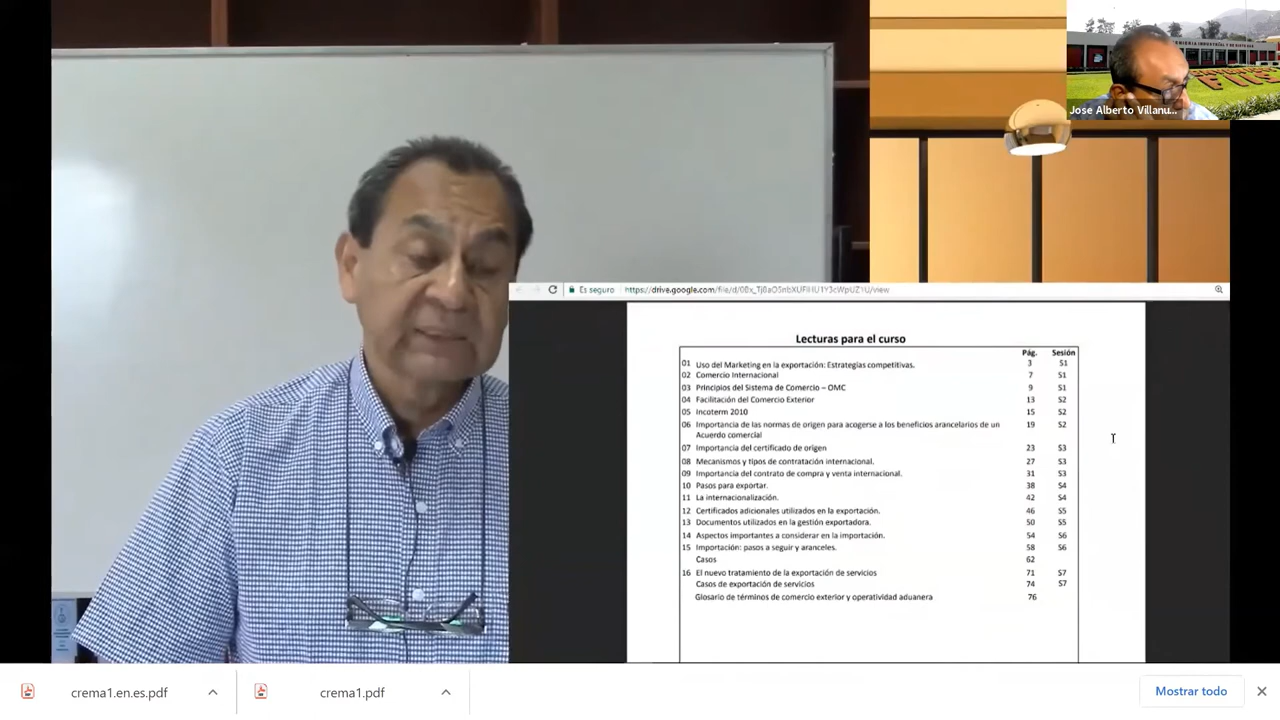 INGENIERIA INDUSTRIAL Y DE SISTEMAS
Jose Alberto Villanu...
Es seguro
Lecturas para el curso
Pág. Sesión
01 Uso del Marketing en la exportación: Estrategias competitivas. 3 S1
02 Comercio Internacional 7 S1
03 Principios del Sistema de Comercio – OMC 9 S1
04 Facilitación del Comercio Exterior 13 S2
05 Incoterm 2010 15 S2
06 Importancia de las normas de origen para acogerse a los beneficios arancelarios de un 19 S2
Acuerdo comercial
07 Importancia del certificado de origen 23 S3
08 Mecanismos y tipos de contratación internacional. 27 S3
09 Importancia del contrato de compra y venta internacional. 31 S3
10 Pasos para exportar. 38 S4
11 La internacionalización. 42 S4
12 Certificados adicionales utilizados en la exportación. 46 S5
13 Documentos utilizados en la gestión exportadora. 50 S5
14 Aspectos importantes a considerar en la importación. 54 S6
15 Importación: pasos a seguir y aranceles. 58 S6
Casos 62
16 El nuevo tratamiento de la exportación de servicios 71 S7
Casos de exportación de servicios 74 S7
Glosario de términos de comercio exterior y operatividad aduanera 76
crema1.en.es.pdf
crema1.pdf
Mostrar todo